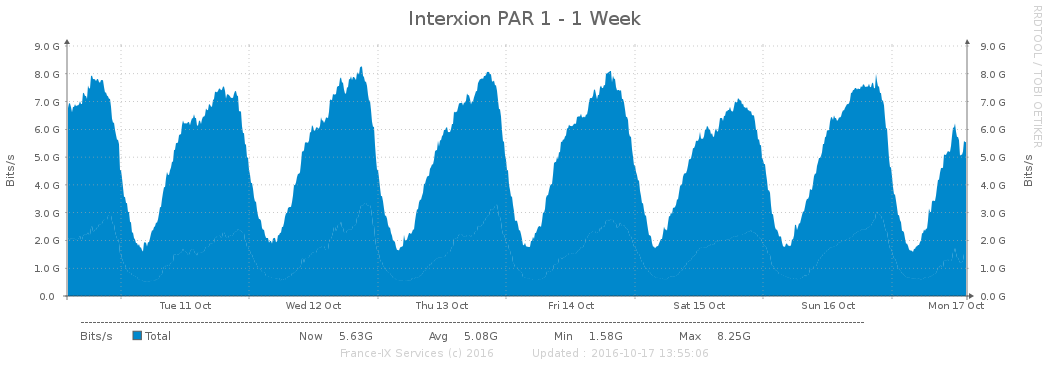 Interxion PAR 1 - 1 Week
RRDTOOL / TOBI OETIKER
Bits/s
9.0 G 9.0 G
8.0 G 8.0 G
7.0 G 7.0 G
6.0 G 6.0 G
5.0 G 5.0 G
4.0 G 4.0 G
3.0 G 3.0 G
2.0 G 2.0 G
1.0 G 1.0 G
0.0 0.0 G
Bits/s
Tue 11 Oct Wed 12 Oct Thu 13 Oct Fri 14 Oct Sat 15 Oct Sun 16 Oct Mon 17 Oct
Bits/s Total Now 5.63G Avg 5.08G Min 1.58G Max 8.25G
France-IX Services (c) 2016 Updated : 2016-10-17 13:55:06